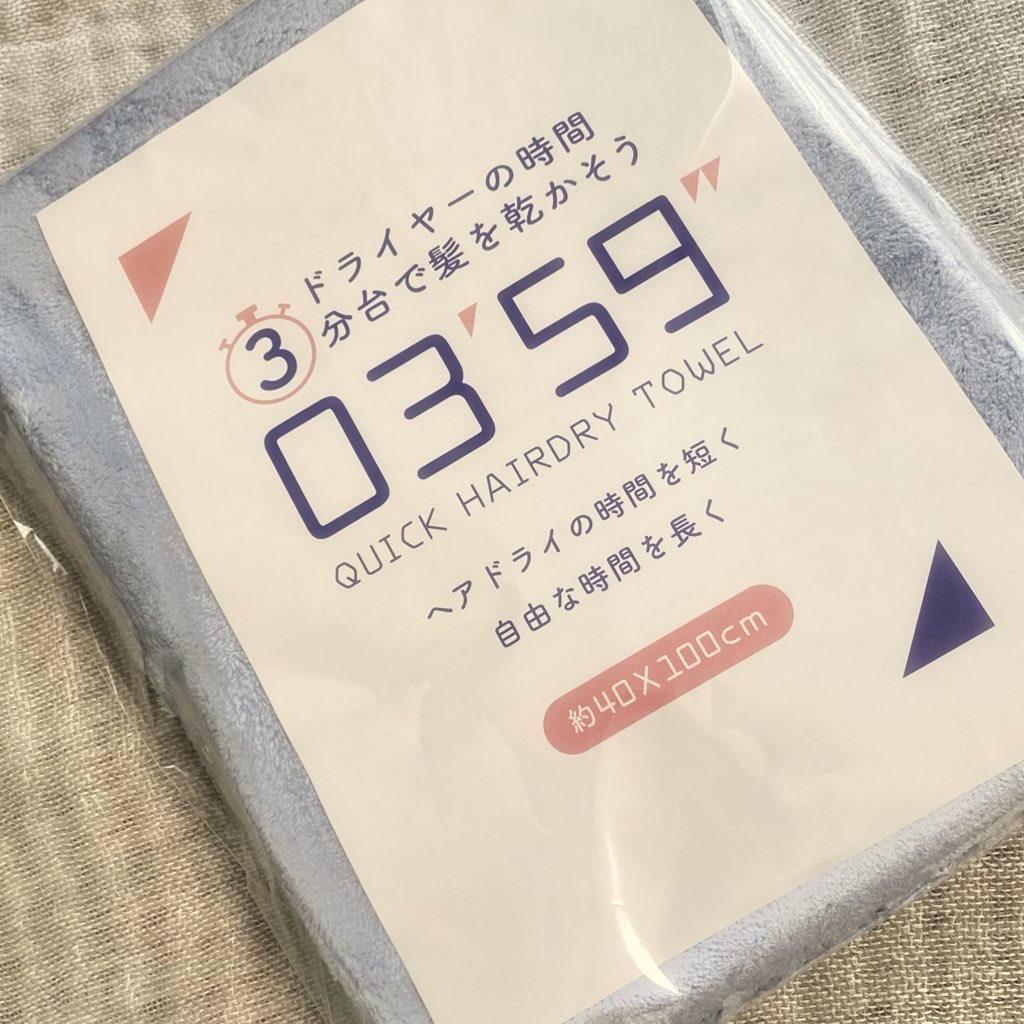 ドライヤーの時間
3分台で髪を乾かそう
03'59"
QUICK HAIRDRY TOWEL
ヘアドライの時間を短く
自由な時間を長く
約40X100cm